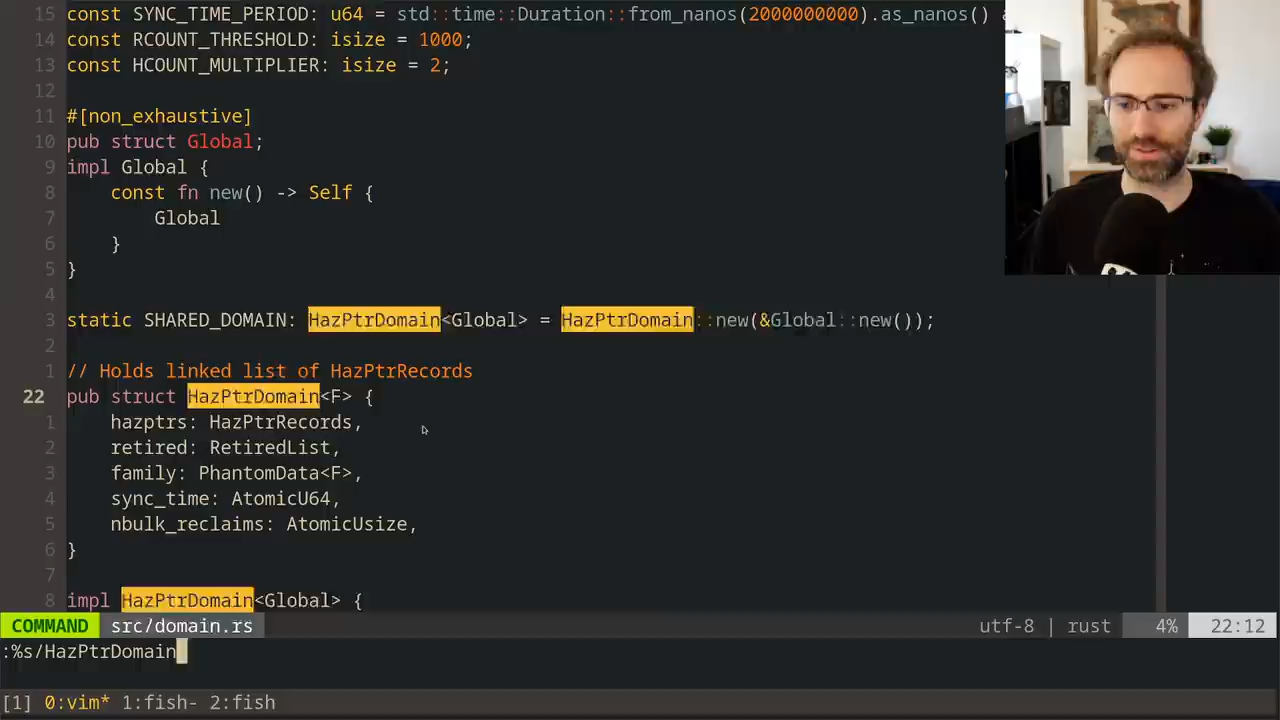 15 const SYNC_TIME_PERIOD: u64 = std::time::Duration::from_nanos(2000000000).as_nanos()
14 const RCOUNT_THRESHOLD: isize = 1000;
13 const HCOUNT_MULTIPLIER: isize = 2;
12
11 #[non_exhaustive]
10 pub struct Global;
9 impl Global {
8 const fn new() -> Self {
7 Global
6 }
5 }
4
3 static SHARED_DOMAIN: HazPtrDomain<Global> = HazPtrDomain::new(&Global::new());
2
1 // Holds linked list of HazPtrRecords
22 pub struct HazPtrDomain<F> {
1 hazptrs: HazPtrRecords,
2 retired: RetiredList,
3 family: PhantomData<F>,
4 sync_time: AtomicU64,
5 nbulk_reclaims: AtomicUsize,
6 }
7
8 impl HazPtrDomain<Global> {
COMMAND src/domain.rs utf-8 | rust 4% 22:12
:%s/HazPtrDomain
[1] 0:vim* 1:fish- 2:fish